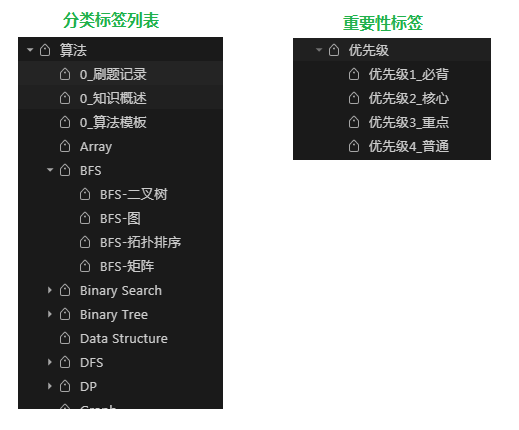 分类标签列表
算法
0_刷题记录
0_知识概述
0_算法模板
Array
BFS
BFS-二叉树
BFS-图
BFS-拓扑排序
BFS-矩阵
Binary Search
Binary Tree
Data Structure
DFS
DP
Graph
重要性标签
优先级
优先级1_必背
优先级2_核心
优先级3_重点
优先级4_普通